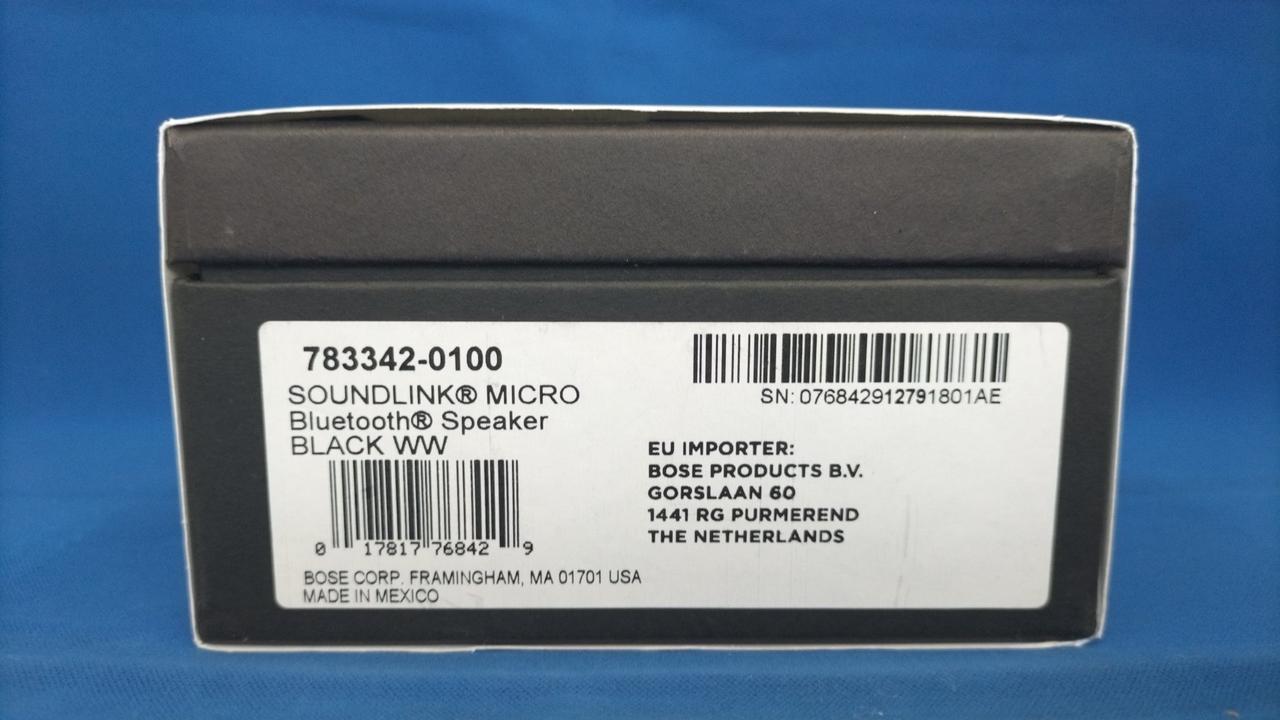 783342-0100
SOUNDLINK® MICRO
Bluetooth® Speaker
BLACK WW
0 17817 76842 9
BOSE CORP. FRAMINGHAM, MA 01701 USA
MADE IN MEXICO
SN: 076842912791801AE
EU IMPORTER:
BOSE PRODUCTS B.V.
GORSLAAN 60
1441 RG PURMEREND
THE NETHERLANDS